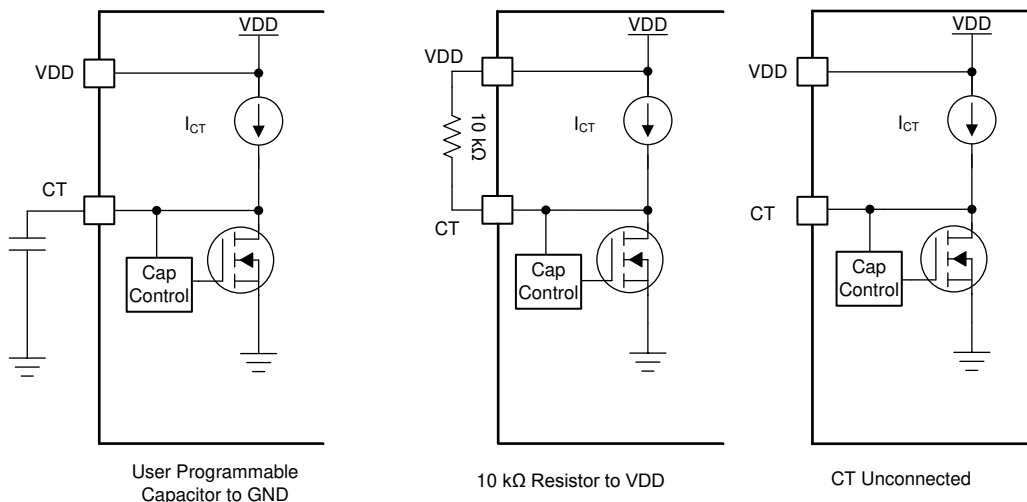 VDD
VDD
I_CT
CT
Cap
Control
User Programmable
Capacitor to GND
VDD
VDD
10 kΩ
I_CT
CT
Cap
Control
10 kΩ Resistor to VDD
VDD
VDD
I_CT
CT
Cap
Control
CT Unconnected